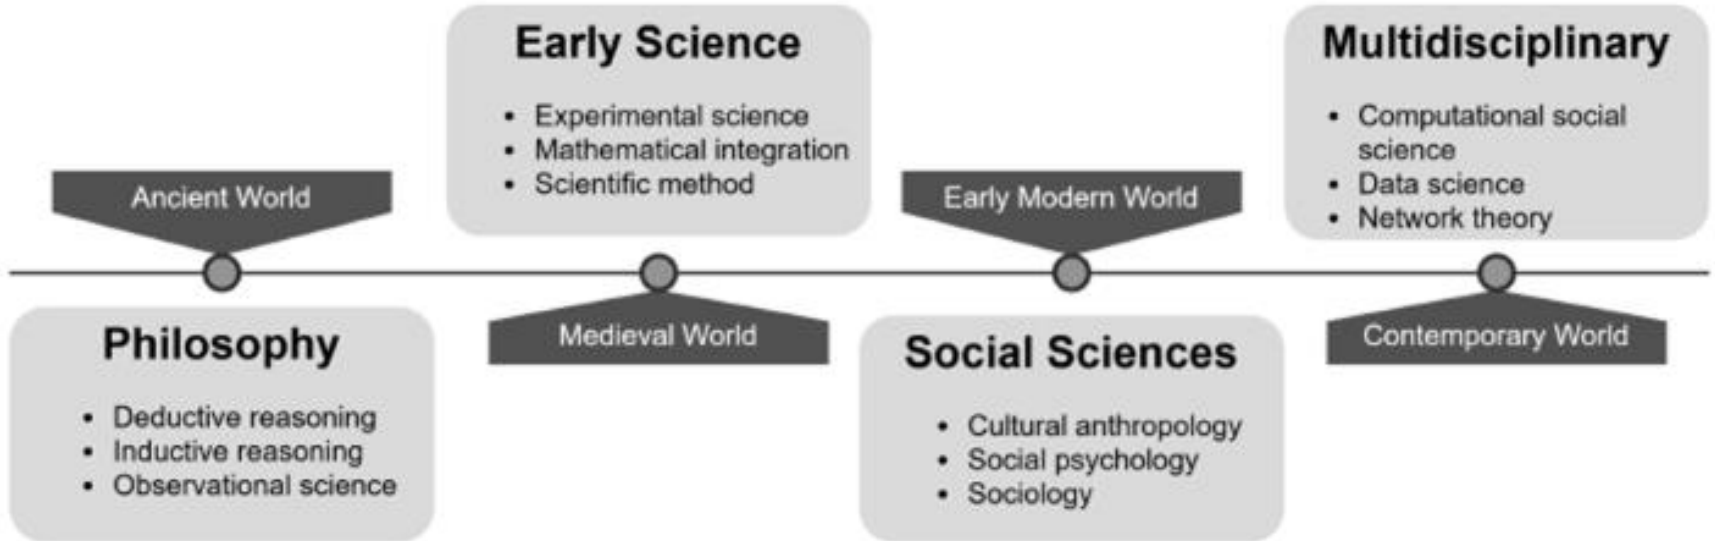 Ancient World
Philosophy
• Deductive reasoning
• Inductive reasoning
• Observational science
Early Science
• Experimental science
• Mathematical integration
• Scientific method
Medieval World
Early Modern World
Social Sciences
• Cultural anthropology
• Social psychology
• Sociology
Multidisciplinary
• Computational social
science
• Data science
• Network theory
Contemporary World